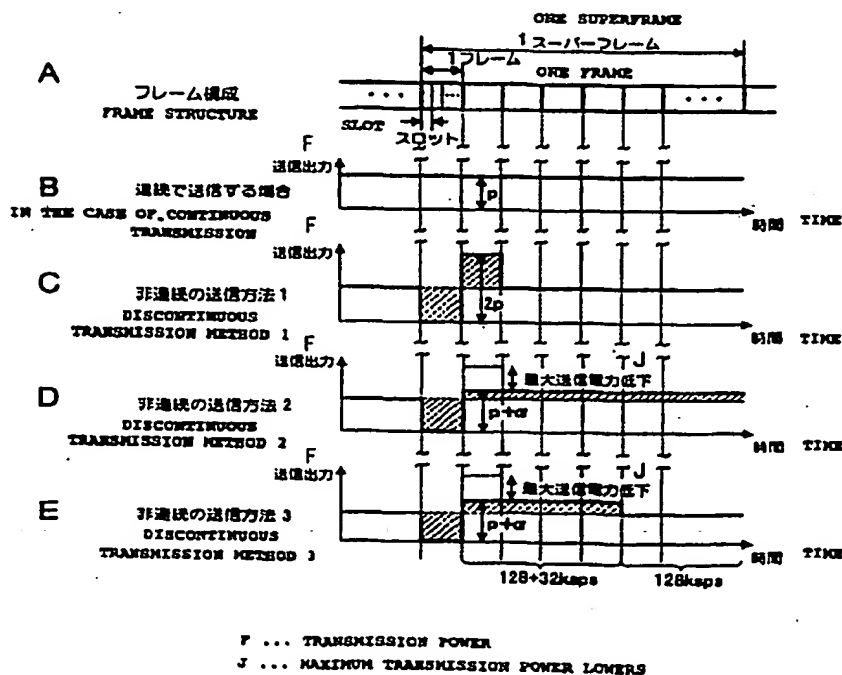 ONE SUPERFRAME
1スーパーフレーム
1フレーム
ONE FRAME
A
フレーム構成
FRAME STRUCTURE
... ... ...
SLOT
スロット
F
送信出力
B
連続で送信する場合
IN THE CASE OF CONTINUOUS
TRANSMISSION
P
時間 TIME
F
送信出力
C
非連続の送信方法1
DISCONTINUOUS
TRANSMISSION METHOD 1
2P
時間 TIME
F
送信出力
J
最大送信電力低下
D
非連続の送信方法2
DISCONTINUOUS
TRANSMISSION METHOD 2
P+α
時間 TIME
F
送信出力
J
最大送信電力低下
E
非連続の送信方法3
DISCONTINUOUS
TRANSMISSION METHOD 3
P+α
時間 TIME
128+32ksps
128ksps
F ... TRANSMISSION POWER
J ... MAXIMUM TRANSMISSION POWER LOWERS